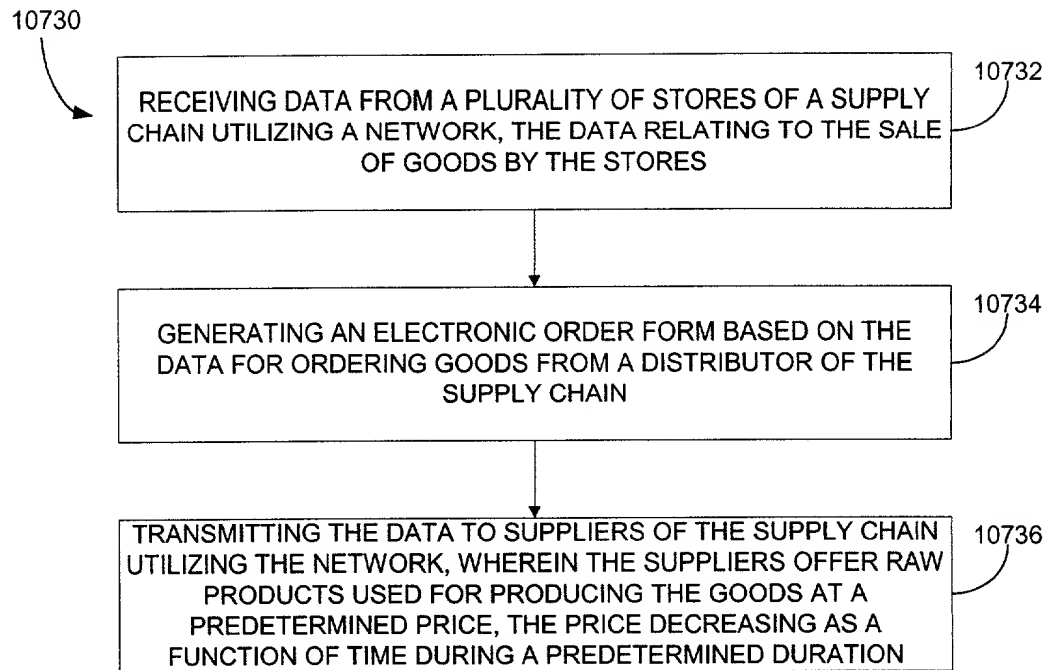 10730
10732
RECEIVING DATA FROM A PLURALITY OF STORES OF A SUPPLY
CHAIN UTILIZING A NETWORK, THE DATA RELATING TO THE SALE
OF GOODS BY THE STORES
10734
GENERATING AN ELECTRONIC ORDER FORM BASED ON THE
DATA FOR ORDERING GOODS FROM A DISTRIBUTOR OF THE
SUPPLY CHAIN
10736
TRANSMITTING THE DATA TO SUPPLIERS OF THE SUPPLY CHAIN
UTILIZING THE NETWORK, WHEREIN THE SUPPLIERS OFFER RAW
PRODUCTS USED FOR PRODUCING THE GOODS AT A
PREDETERMINED PRICE, THE PRICE DECREASING AS A
FUNCTION OF TIME DURING A PREDETERMINED DURATION